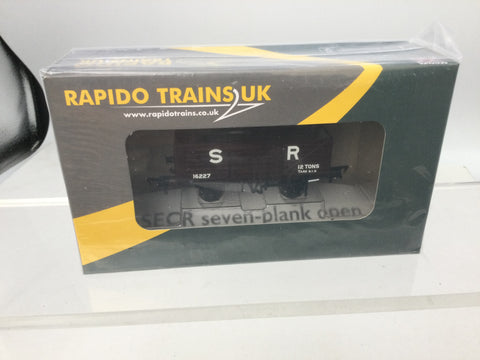 RAPIDO TRAINS UK
www.rapidotrains.co.uk
S R
16227
12 TONS
SECR seven-plank open